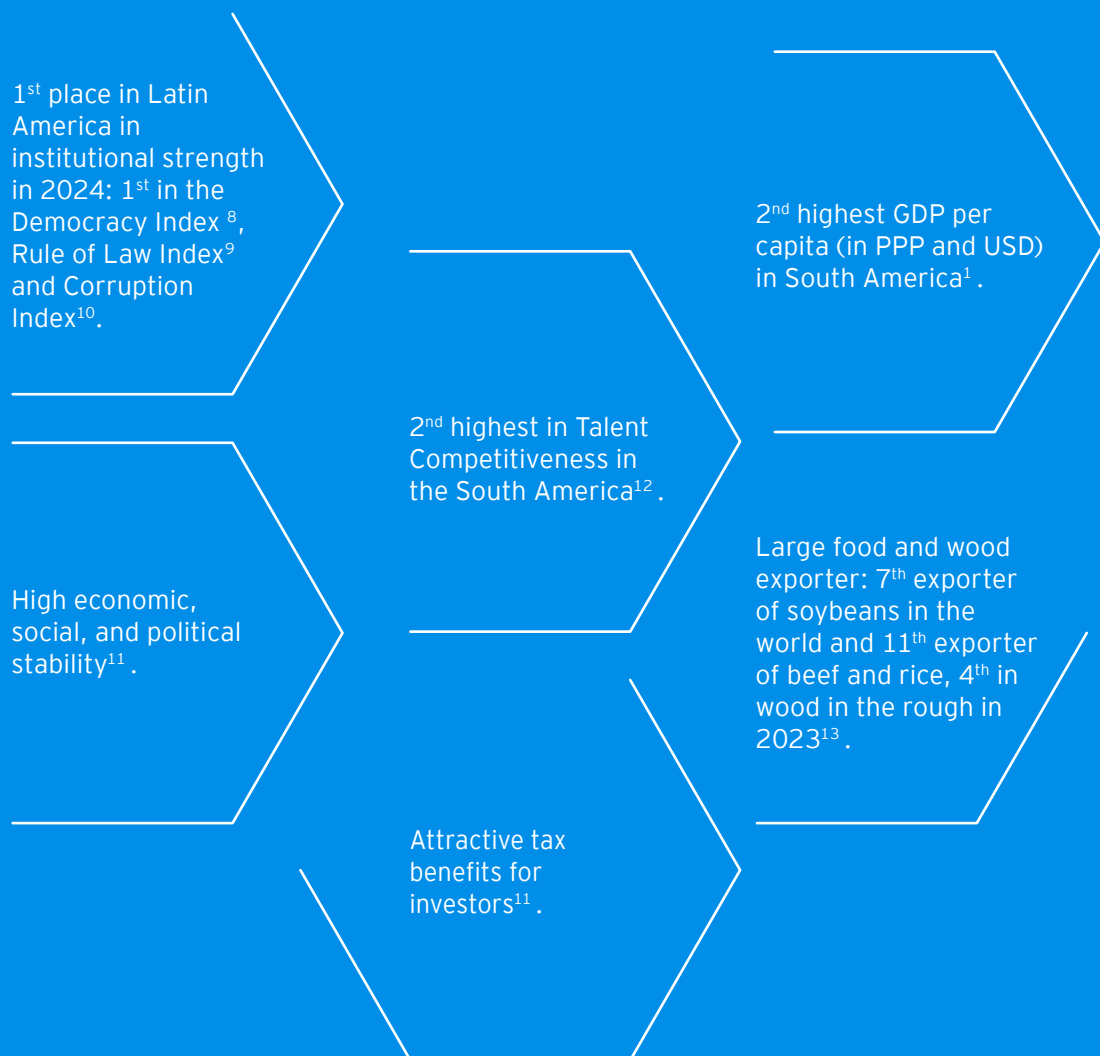 1st place in Latin
America in
institutional strength
in 2024: 1st in the
Democracy Index 8,
Rule of Law Index9
and Corruption
Index10.
High economic,
social, and political
stability11.
2nd highest in Talent
Competitiveness in
the South America12.
Attractive tax
benefits for
investors11.
2nd highest GDP per
capita (in PPP and USD)
in South America1.
Large food and wood
exporter: 7th exporter
of soybeans in the
world and 11th exporter
of beef and rice, 4th in
wood in the rough in
202313.